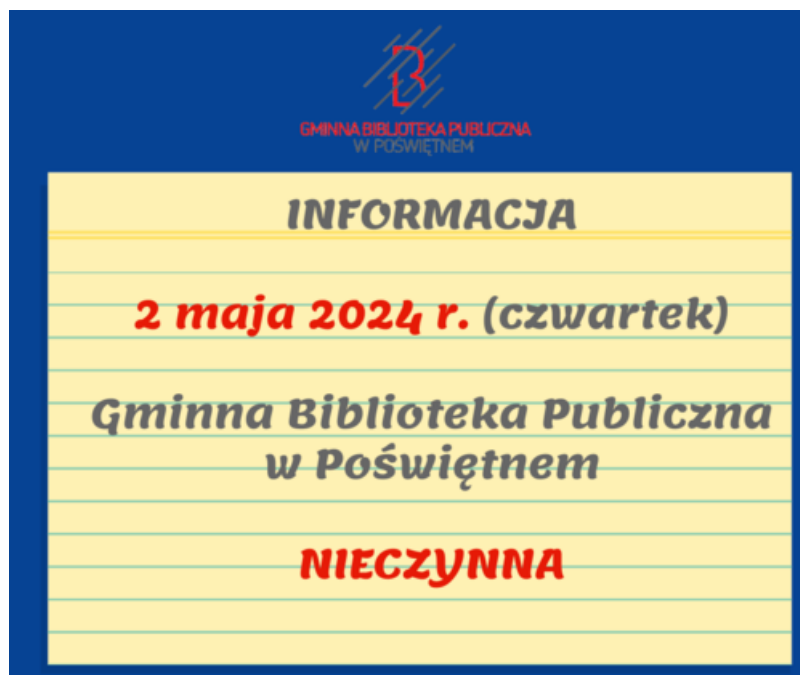 GMINNA BIBLIOTEKA PUBLICZNA
W POŚWIĘTNEM
INFORMACJA
2 maja 2024 r. (czwartek)
Gminna Biblioteka Publiczna
w Poświętnem
NIECZYNNA